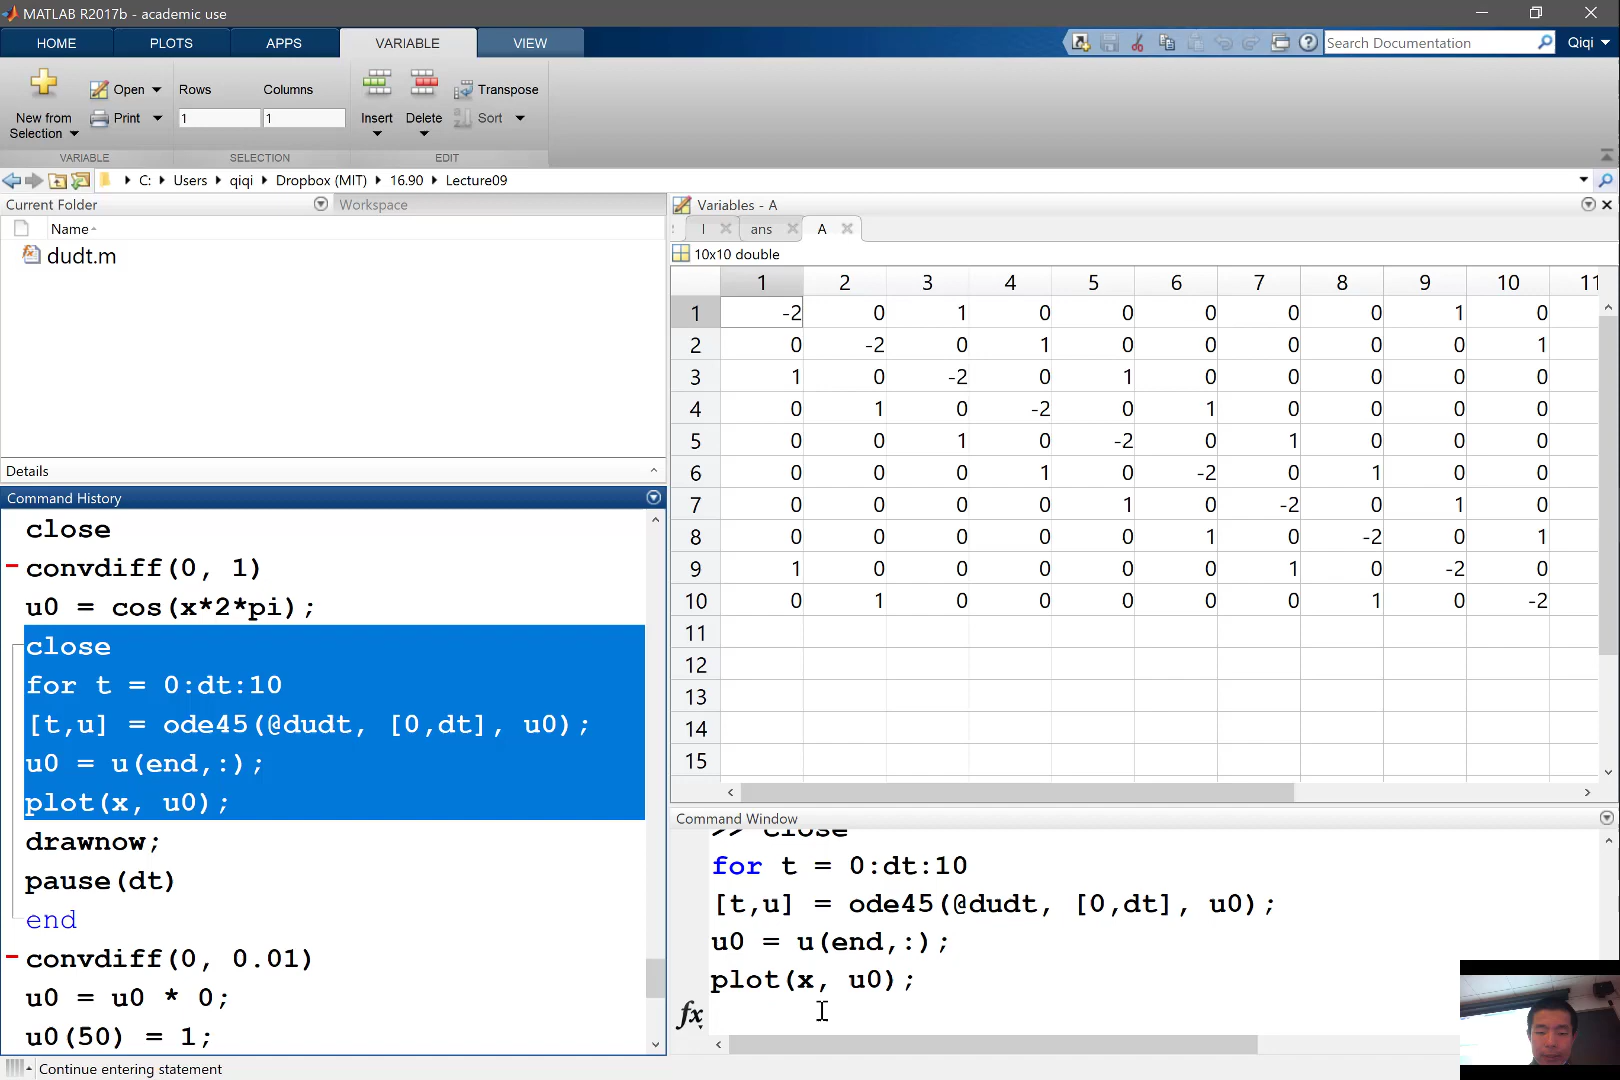 MATLAB R2017b - academic use
HOME PLOTS APPS VARIABLE VIEW
Search Documentation
Qiqi
New from Selection
Open
Print
Rows Columns
1 1
Insert
Delete
Transpose
Sort
VARIABLE SELECTION EDIT
C: Users qiqi Dropbox (MIT) 16.90 Lecture09
Current Folder Workspace
Name
dudt.m
Details
Command History
close
convdiff(0, 1)
u0 = cos(x*2*pi);
close
for t = 0:dt:10
[t,u] = ode45(@dudt, [0,dt], u0);
u0 = u(end,:);
plot(x, u0);
drawnow;
pause(dt)
end
convdiff(0, 0.01)
u0 = u0 * 0;
u0(50) = 1;
Variables - A
I ans A
10x10 double
1 2 3 4 5 6 7 8 9 10 11
1 -2 0 1 0 0 0 0 0 1 0
2 0 -2 0 1 0 0 0 0 0 1
3 1 0 -2 0 1 0 0 0 0 0
4 0 1 0 -2 0 1 0 0 0 0
5 0 0 1 0 -2 0 1 0 0 0
6 0 0 0 1 0 -2 0 1 0 0
7 0 0 0 0 1 0 -2 0 1 0
8 0 0 0 0 0 1 0 -2 0 1
9 1 0 0 0 0 0 1 0 -2 0
10 0 1 0 0 0 0 0 1 0 -2
11
12
13
14
15
Command Window
>> close
for t = 0:dt:10
[t,u] = ode45(@dudt, [0,dt], u0);
u0 = u(end,:);
plot(x, u0);
fx
Continue entering statement